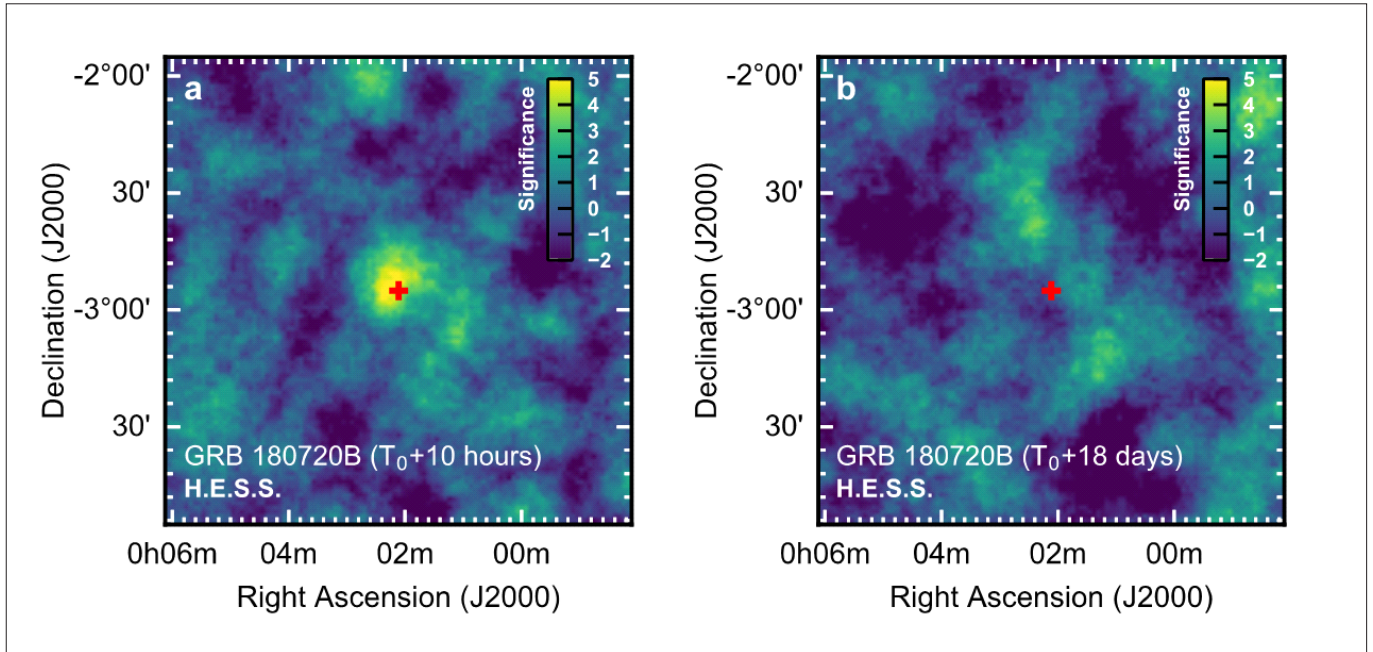 a
-2°00'
30'
-3°00'
30'
Declination (J2000)
Significance
5
4
3
2
1
0
−1
−2
GRB 180720B (T₀+10 hours)
H.E.S.S.
0h06m 04m 02m 00m
Right Ascension (J2000)
b
-2°00'
30'
-3°00'
30'
Declination (J2000)
Significance
5
4
3
2
1
0
−1
−2
GRB 180720B (T₀+18 days)
H.E.S.S.
0h06m 04m 02m 00m
Right Ascension (J2000)